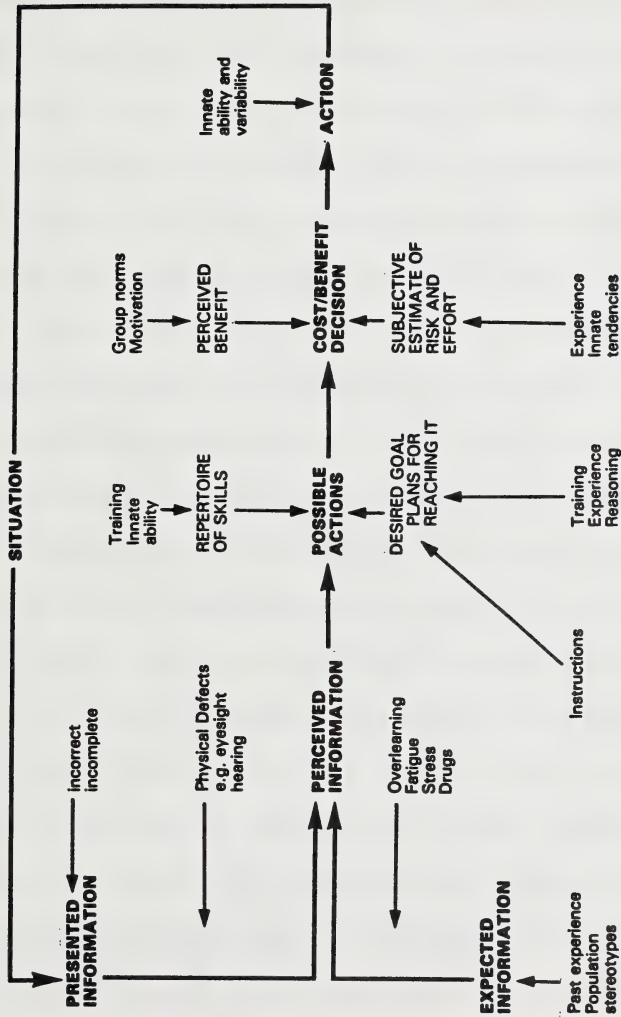 SITUATION
PRESENTED
INFORMATION
Incorrect
incomplete
Physical Defects
e.g. eyesight
hearing
PERCEIVED
INFORMATION
Overlearning
Fatigue
Stress
Drugs
EXPECTED
INFORMATION
Past experience
Population
stereotypes
Training
Innate
ability
REPERTOIRE
OF SKILLS
POSSIBLE
ACTIONS
DESIRED GOAL
PLANS FOR
REACHING IT
Instructions
Training
Experience
Reasoning
Group norms
Motivation
PERCEIVED
BENEFIT
COST/BENEFIT
DECISION
SUBJECTIVE
ESTIMATE OF
RISK AND
EFFORT
Experience
Innate
tendencies
Innate
ability and
variability
ACTION